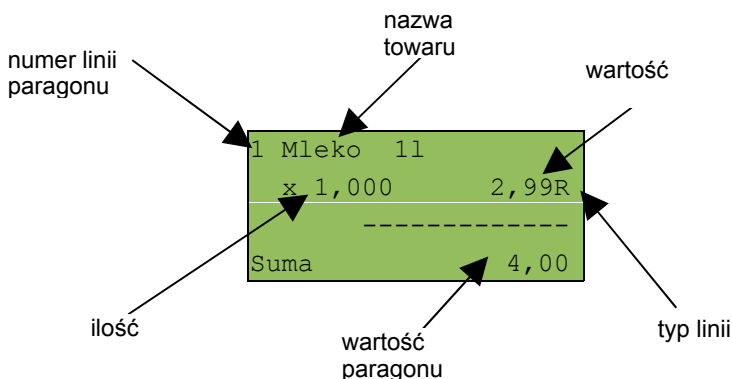 nazwa
towaru
numer linii
paragonu
wartość
1 Mleko 1l
x 1,000 2,99R
-------------
Suma 4,00
ilość
wartość
paragonu
typ linii